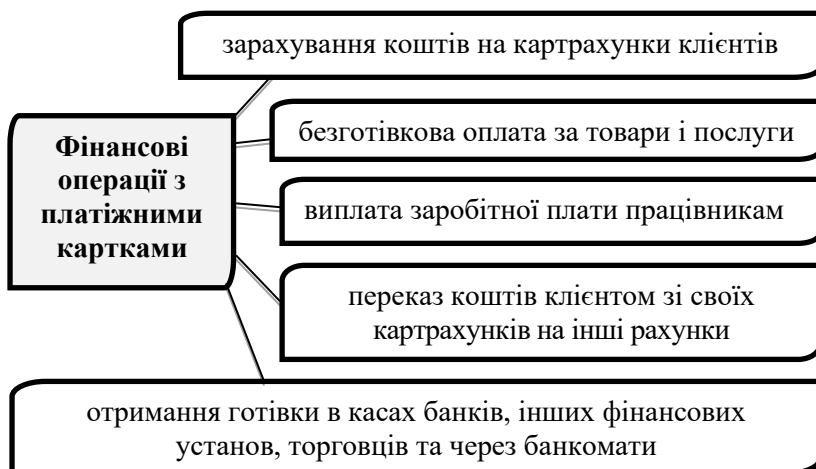 зарахування коштів на картрахунки клієнтів
Фінансові
операції з
платіжними
картками
безготівкова оплата за товари і послуги
виплата заробітної плати працівникам
переказ коштів клієнтом зі своїх
картрахунків на інші рахунки
отримання готівки в касах банків, інших фінансових
установ, торговців та через банкомати